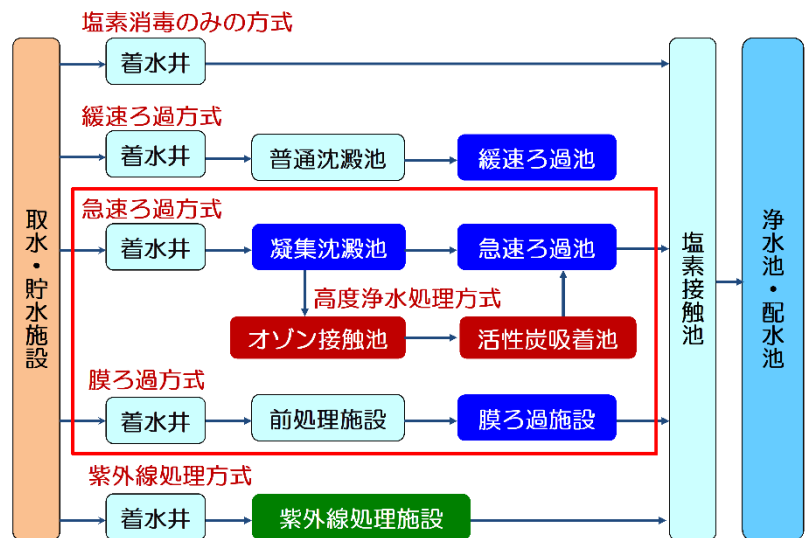 塩素消毒のみの方式
着水井
緩速ろ過方式
着水井
普通沈澱池
緩速ろ過池
急速ろ過方式
着水井
凝集沈澱池
急速ろ過池
高度浄水処理方式
オゾン接触池
活性炭吸着池
膜ろ過方式
着水井
前処理施設
膜ろ過施設
紫外線処理方式
着水井
紫外線処理施設
取水・貯水施設
塩素接触池
浄水池・配水池